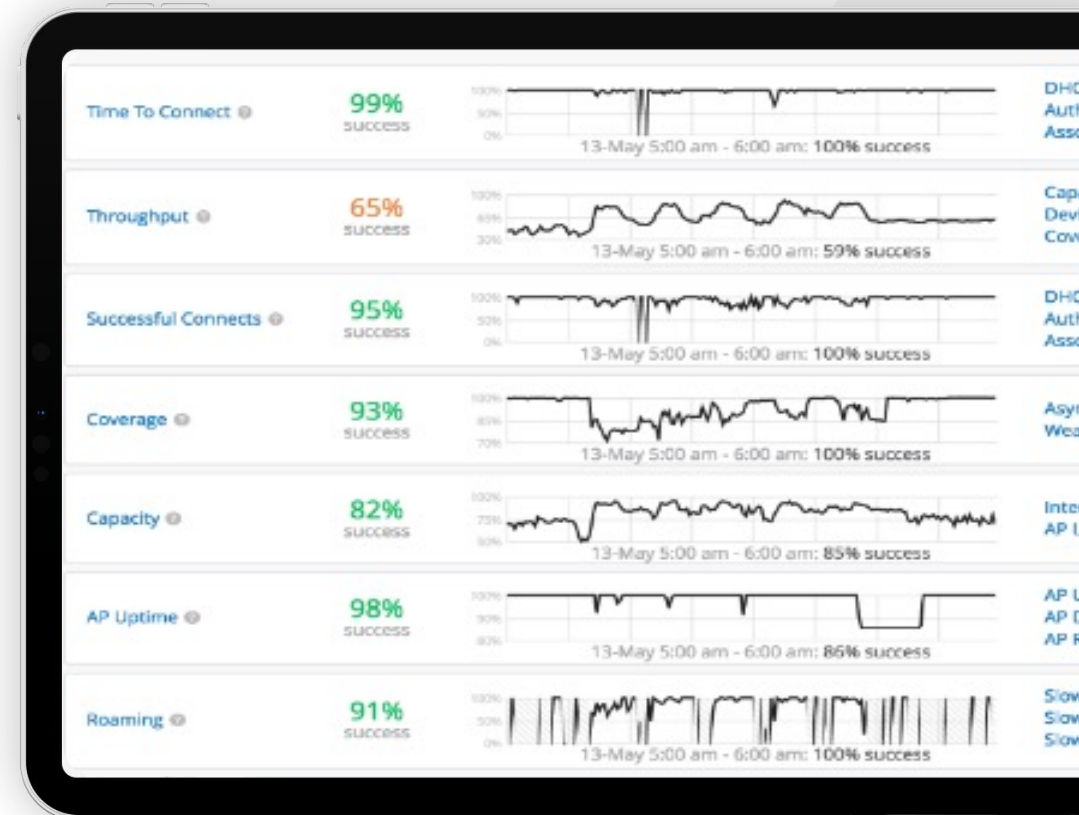 Time To Connect
99%
success
100%
50%
0%
13-May 5:00 am - 6:00 am: 100% success
Throughput
65%
success
100%
65%
30%
13-May 5:00 am - 6:00 am: 59% success
Successful Connects
95%
success
100%
50%
0%
13-May 5:00 am - 6:00 am: 100% success
Coverage
93%
success
100%
85%
70%
13-May 5:00 am - 6:00 am: 100% success
Capacity
82%
success
100%
75%
50%
13-May 5:00 am - 6:00 am: 85% success
AP Uptime
98%
success
100%
90%
13-May 5:00 am - 6:00 am: 86% success
AP
AP
AP
Roaming
91%
success
100%
50%
0%
13-May 5:00 am - 6:00 am: 100% success
Slow
Slow
Slow